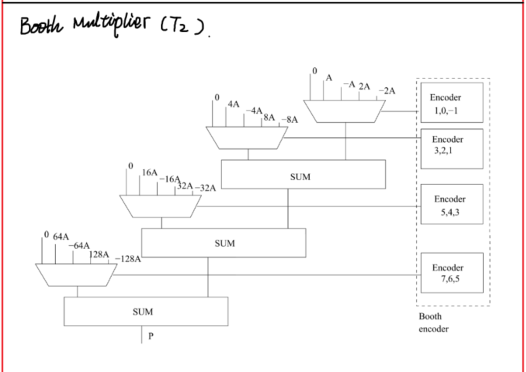 Booth Multiplier (T2).
0 A −A 2A −2A
Encoder
1,0,−1
0 4A −4A 8A −8A
Encoder
3,2,1
SUM
0 16A −16A 32A −32A
Encoder
5,4,3
SUM
0 64A −64A 128A −128A
Encoder
7,6,5
SUM
Booth
encoder
P